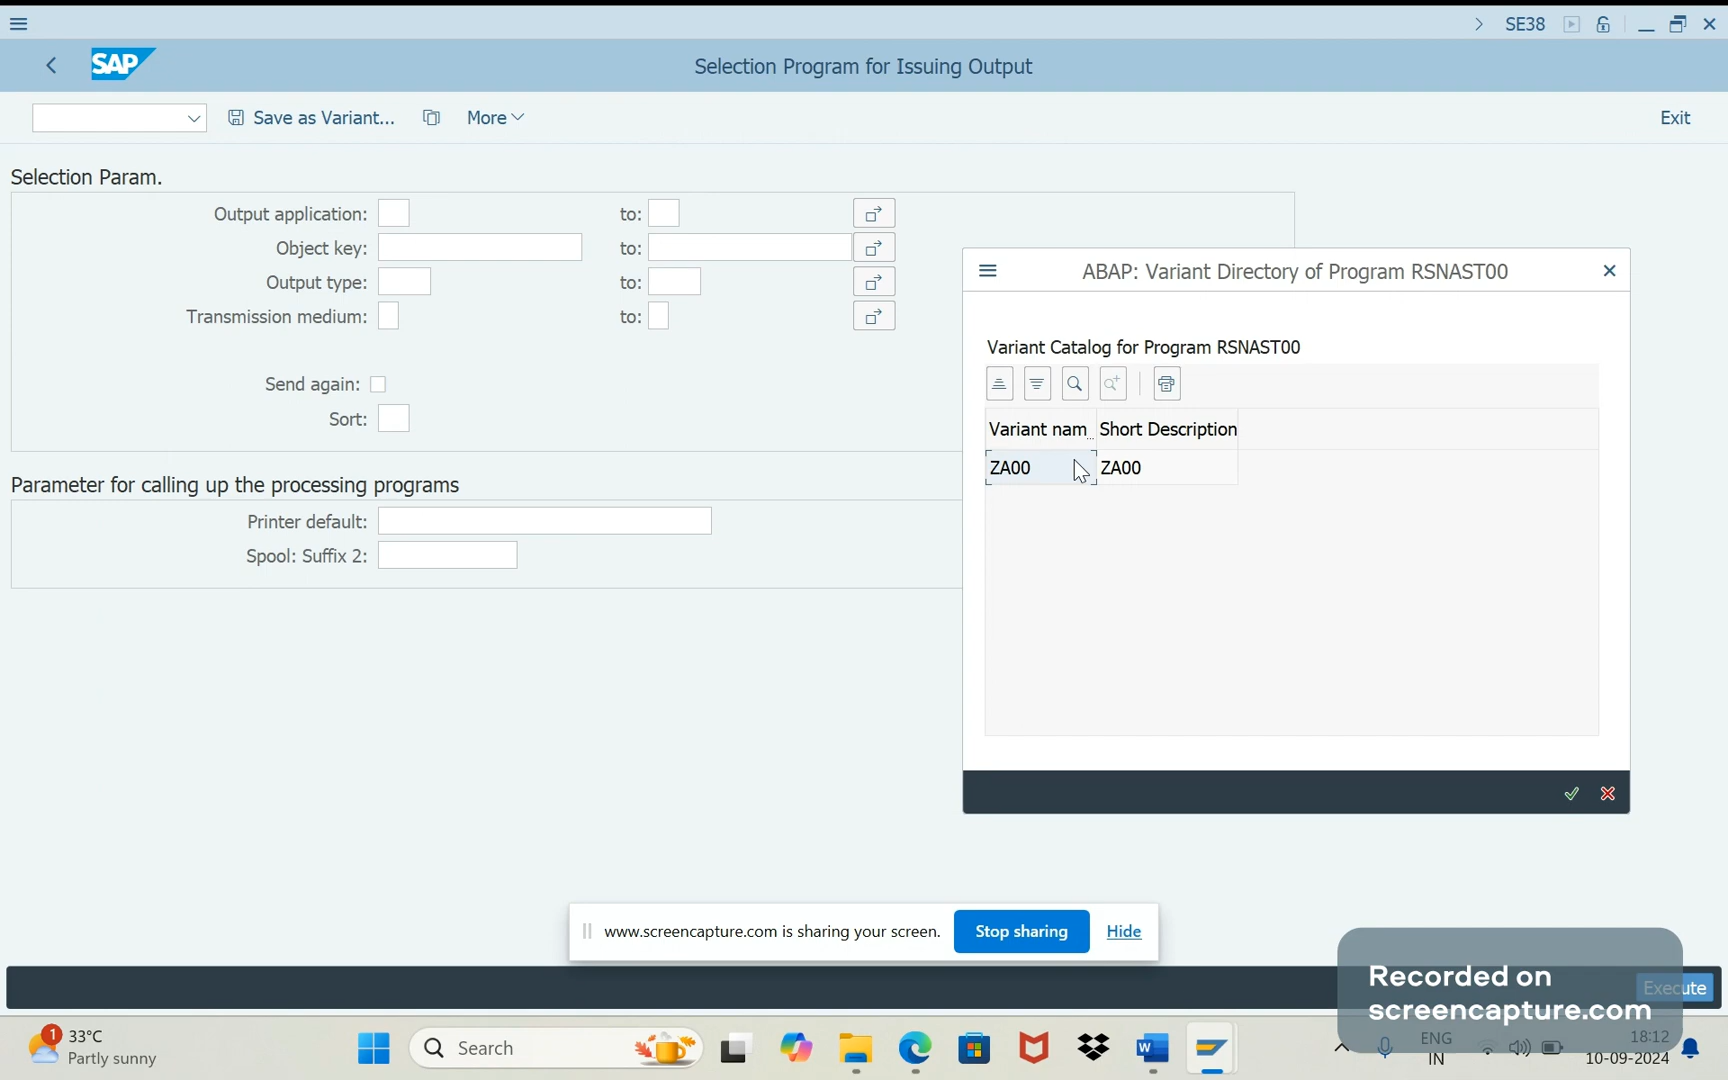 SE38
SAP
Selection Program for Issuing Output
Save as Variant...
More
Exit
Selection Param.
Output application:
to:
Object key:
to:
Output type:
to:
Transmission medium:
to:
Send again:
Sort:
Parameter for calling up the processing programs
Printer default:
Spool: Suffix 2:
ABAP: Variant Directory of Program RSNAST00
Variant Catalog for Program RSNAST00
Variant nam.. Short Description
ZA00 ZA00
www.screencapture.com is sharing your screen.
Stop sharing
Hide
Execute
Recorded on
screencapture.com
1
33°C
Partly sunny
Search
ENG
IN
18:12
10-09-2024